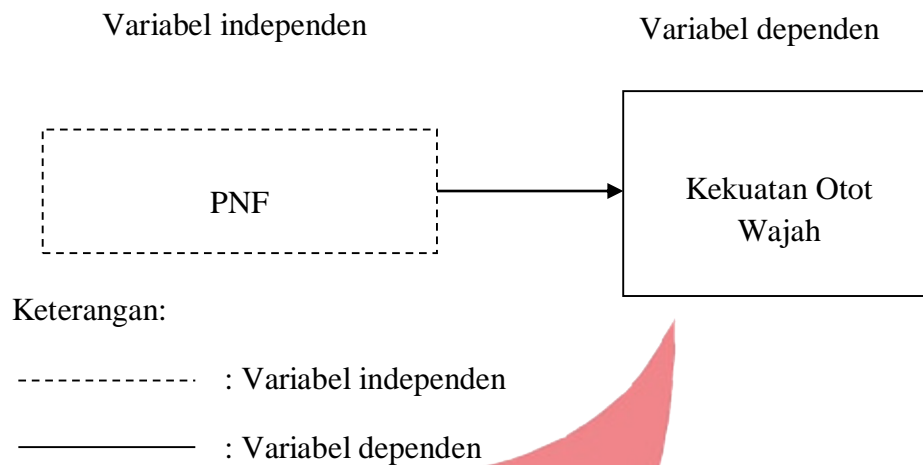 Variabel independen
Variabel dependen
PNF
Kekuatan Otot
Wajah
Keterangan:
: Variabel independen
: Variabel dependen